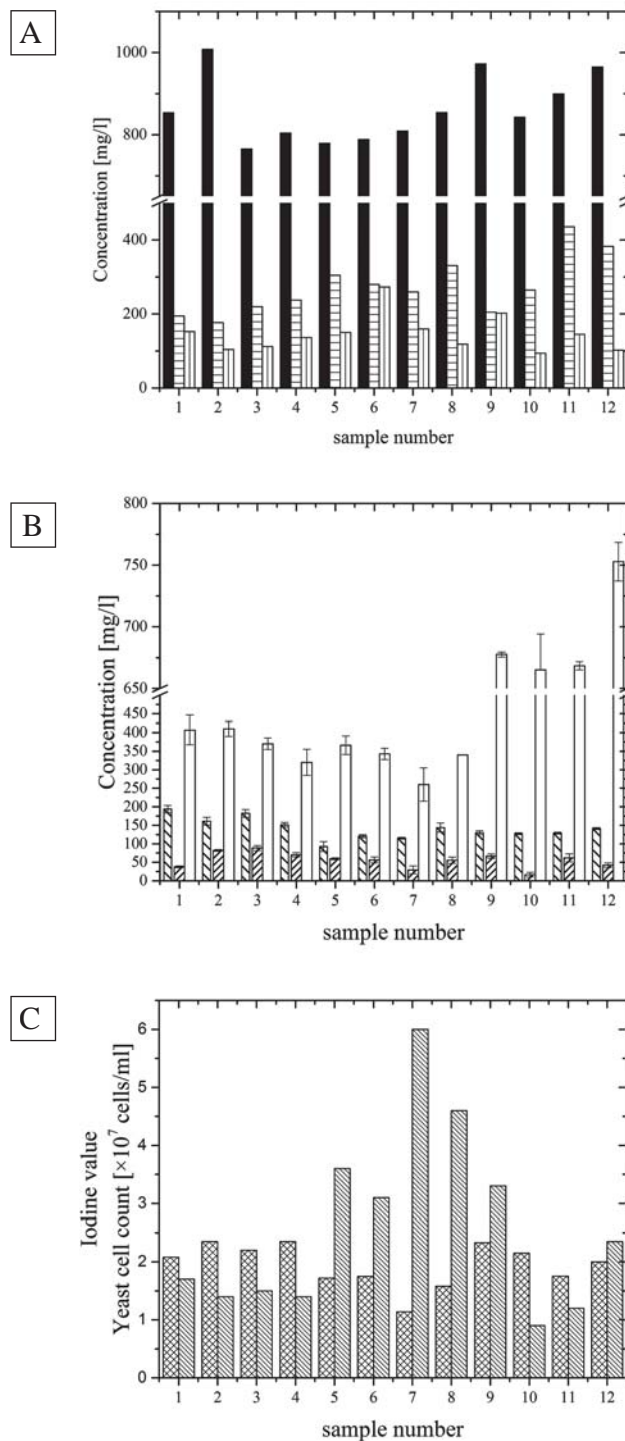 A
Concentration [mg/l]
1000
800
400
200
0
1 2 3 4 5 6 7 8 9 10 11 12
sample number
B
Concentration [mg/l]
800
750
700
650
450
400
350
300
250
200
150
100
50
0
1 2 3 4 5 6 7 8 9 10 11 12
sample number
C
Iodine value
Yeast cell count [×10⁷ cells/ml]
6
5
4
3
2
1
0
1 2 3 4 5 6 7 8 9 10 11 12
sample number